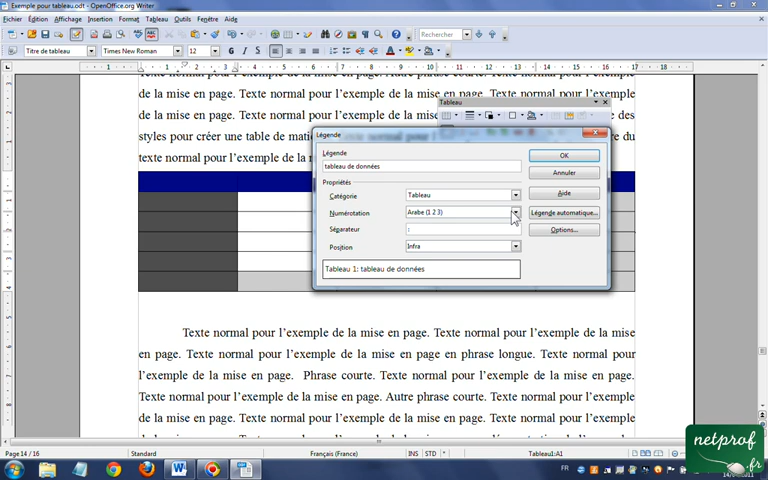 Exemple pour tableau.odt - OpenOffice.org Writer
Fichier Édition Affichage Insertion Format Tableau Outils Fenêtre Aide
Rechercher
Titre de tableau Times New Roman 12 G I S
de la mise en page. Texte normal pour l'exemple de la mise en page. Texte normal pour l'exemple
Tableau
de la mise en page. Texte normal pour l'exemple de la
styles pour créer une table de
texte normal pour l'exemple de la
Légende
Légende
tableau de données
Propriétés
Catégorie Tableau
Numérotation Arabe (1 2 3)
Séparateur :
Position Infra
Tableau 1: tableau de données
OK
Annuler
Aide
Légende automatique...
Options...
Texte normal pour l'exemple de la mise en page. Texte normal pour l'exemple de la mise
en page. Texte normal pour l'exemple de la mise en page en phrase longue. Texte normal pour
l'exemple de la mise en page. Phrase courte. Texte normal pour l'exemple de la mise en page.
Texte normal pour l'exemple de la mise en page. Autre phrase courte. Texte normal pour l'exemple
de la mise en page. Texte normal pour l'exemple de la mise en page. Texte normal pour l'exemple
Page 14 / 16 Standard Français (France) INS STD Tableau1:A1
FR
netprof
.fr